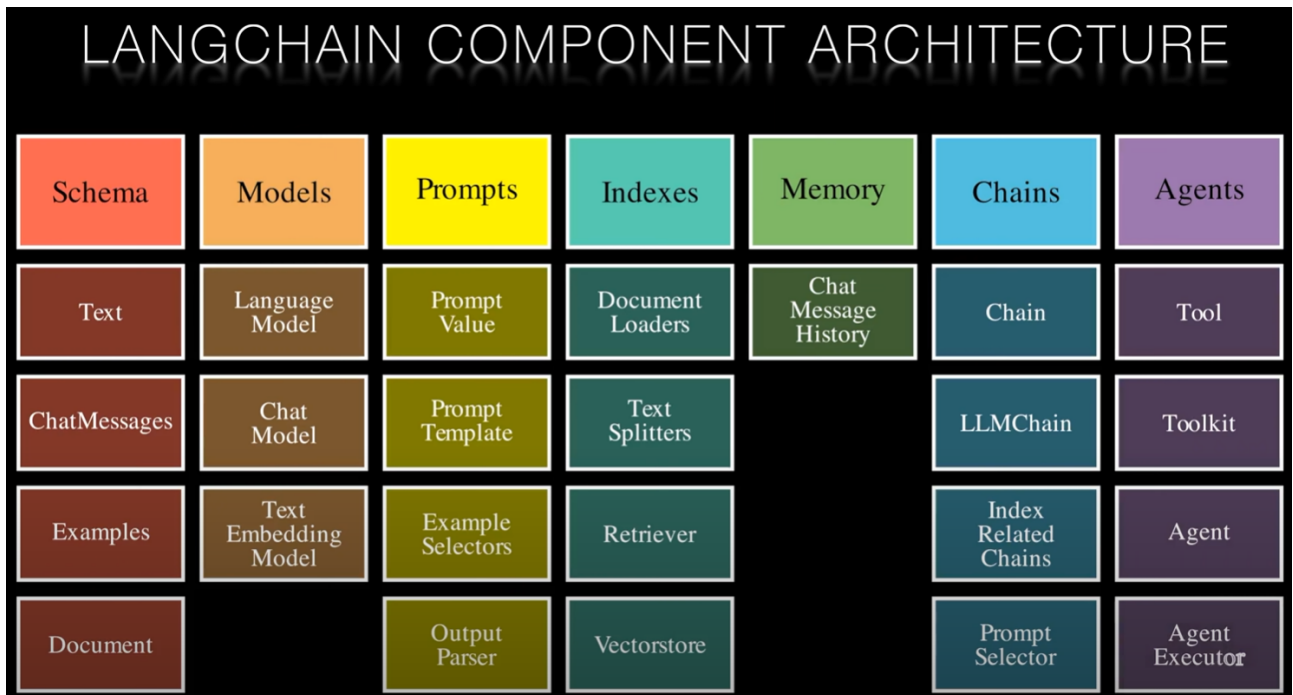 LANGCHAIN COMPONENT ARCHITECTURE
Schema
Models
Prompts
Indexes
Memory
Chains
Agents
Text
Language
Model
Prompt
Value
Document
Loaders
Chat
Message
History
Chain
Tool
ChatMessages
Chat
Model
Prompt
Template
Text
Splitters
LLMChain
Toolkit
Examples
Text
Embedding
Model
Example
Selectors
Retriever
Index
Related
Chains
Agent
Document
Output
Parser
Vectorstore
Prompt
Selector
Agent
Executor